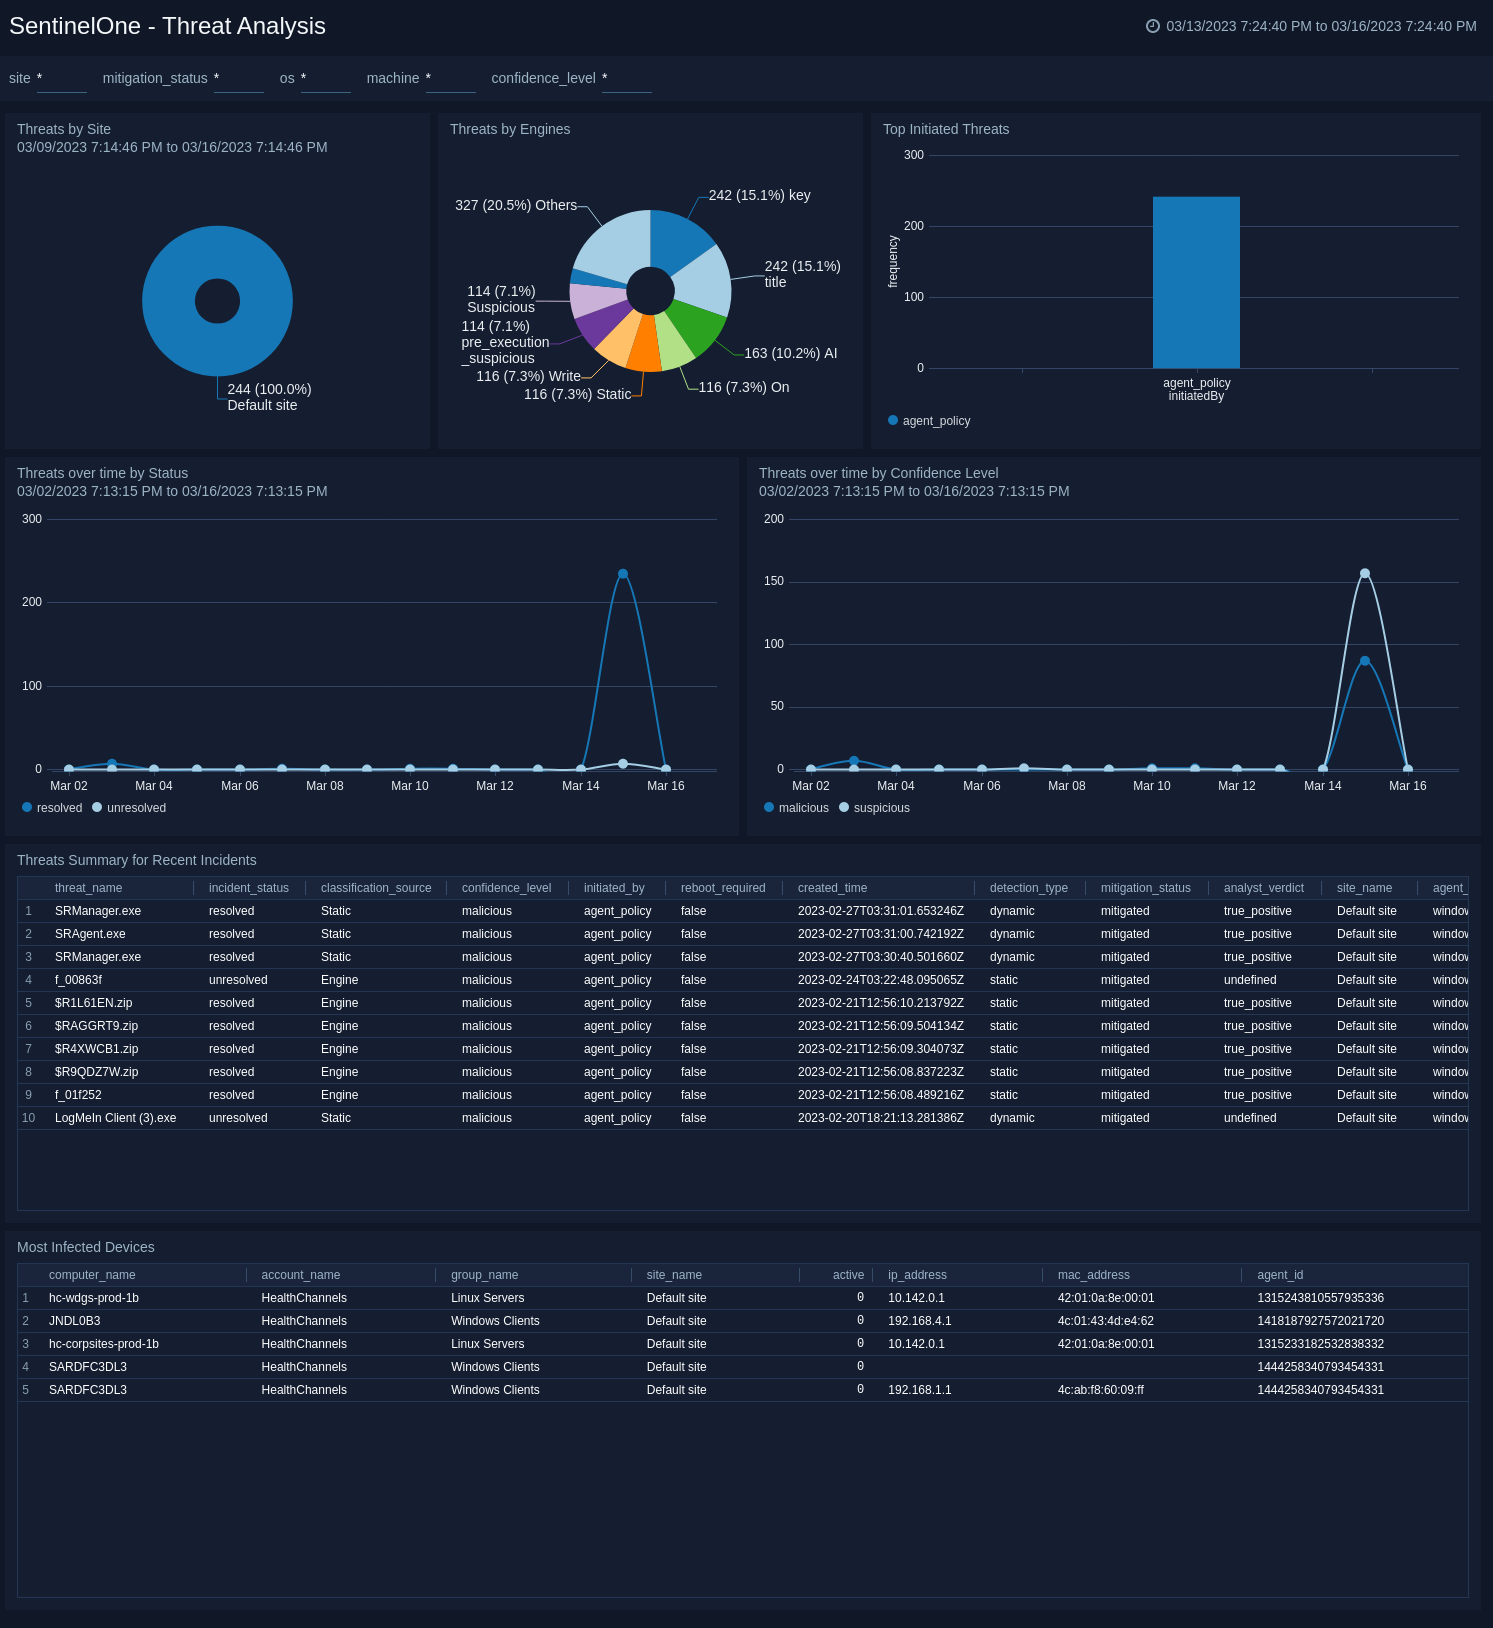 SentinelOne - Threat Analysis
03/13/2023 7:24:40 PM to 03/16/2023 7:24:40 PM
site * mitigation_status * os * machine * confidence_level *
Threats by Site
03/09/2023 7:14:46 PM to 03/16/2023 7:14:46 PM
244 (100.0%)
Default site
Threats by Engines
327 (20.5%) Others
242 (15.1%) key
242 (15.1%)
title
114 (7.1%)
Suspicious
114 (7.1%)
pre_execution
_suspicious
163 (10.2%) AI
116 (7.3%) Write
116 (7.3%) On
116 (7.3%) Static
Top Initiated Threats
300
200
100
0
frequency
agent_policy
initiatedBy
agent_policy
Threats over time by Status
03/02/2023 7:13:15 PM to 03/16/2023 7:13:15 PM
300
200
100
0
Mar 02 Mar 04 Mar 06 Mar 08 Mar 10 Mar 12 Mar 14 Mar 16
resolved unresolved
Threats over time by Confidence Level
03/02/2023 7:13:15 PM to 03/16/2023 7:13:15 PM
200
150
100
50
0
Mar 02 Mar 04 Mar 06 Mar 08 Mar 10 Mar 12 Mar 14 Mar 16
malicious suspicious
Threats Summary for Recent Incidents
threat_name incident_status classification_source confidence_level initiated_by reboot_required created_time detection_type mitigation_status analyst_verdict site_name agent_
1 SRManager.exe resolved Static malicious agent_policy false 2023-02-27T03:31:01.653246Z dynamic mitigated true_positive Default site window
2 SRAgent.exe resolved Static malicious agent_policy false 2023-02-27T03:31:00.742192Z dynamic mitigated true_positive Default site window
3 SRManager.exe resolved Static malicious agent_policy false 2023-02-27T03:30:40.501660Z dynamic mitigated true_positive Default site window
4 f_00863f unresolved Engine malicious agent_policy false 2023-02-24T03:22:48.095065Z static mitigated undefined Default site window
5 $R1L61EN.zip resolved Engine malicious agent_policy false 2023-02-21T12:56:10.213792Z static mitigated true_positive Default site window
6 $RAGGRT9.zip resolved Engine malicious agent_policy false 2023-02-21T12:56:09.504134Z static mitigated true_positive Default site window
7 $R4XWCB1.zip resolved Engine malicious agent_policy false 2023-02-21T12:56:09.304073Z static mitigated true_positive Default site window
8 $R9QDZ7W.zip resolved Engine malicious agent_policy false 2023-02-21T12:56:08.837223Z static mitigated true_positive Default site window
9 f_01f252 resolved Engine malicious agent_policy false 2023-02-21T12:56:08.489216Z static mitigated true_positive Default site window
10 LogMeIn Client (3).exe unresolved Static malicious agent_policy false 2023-02-20T18:21:13.281386Z dynamic mitigated undefined Default site window
Most Infected Devices
computer_name account_name group_name site_name active ip_address mac_address agent_id
1 hc-wdgs-prod-1b HealthChannels Linux Servers Default site 0 10.142.0.1 42:01:0a:8e:00:01 1315243810557935336
2 JNDL0B3 HealthChannels Windows Clients Default site 0 192.168.4.1 4c:01:43:4d:e4:62 1418187927572021720
3 hc-corpsites-prod-1b HealthChannels Linux Servers Default site 0 10.142.0.1 42:01:0a:8e:00:01 1315233182532838332
4 SARDFC3DL3 HealthChannels Windows Clients Default site 0 1444258340793454331
5 SARDFC3DL3 HealthChannels Windows Clients Default site 0 192.168.1.1 4c:ab:f8:60:09:ff 1444258340793454331